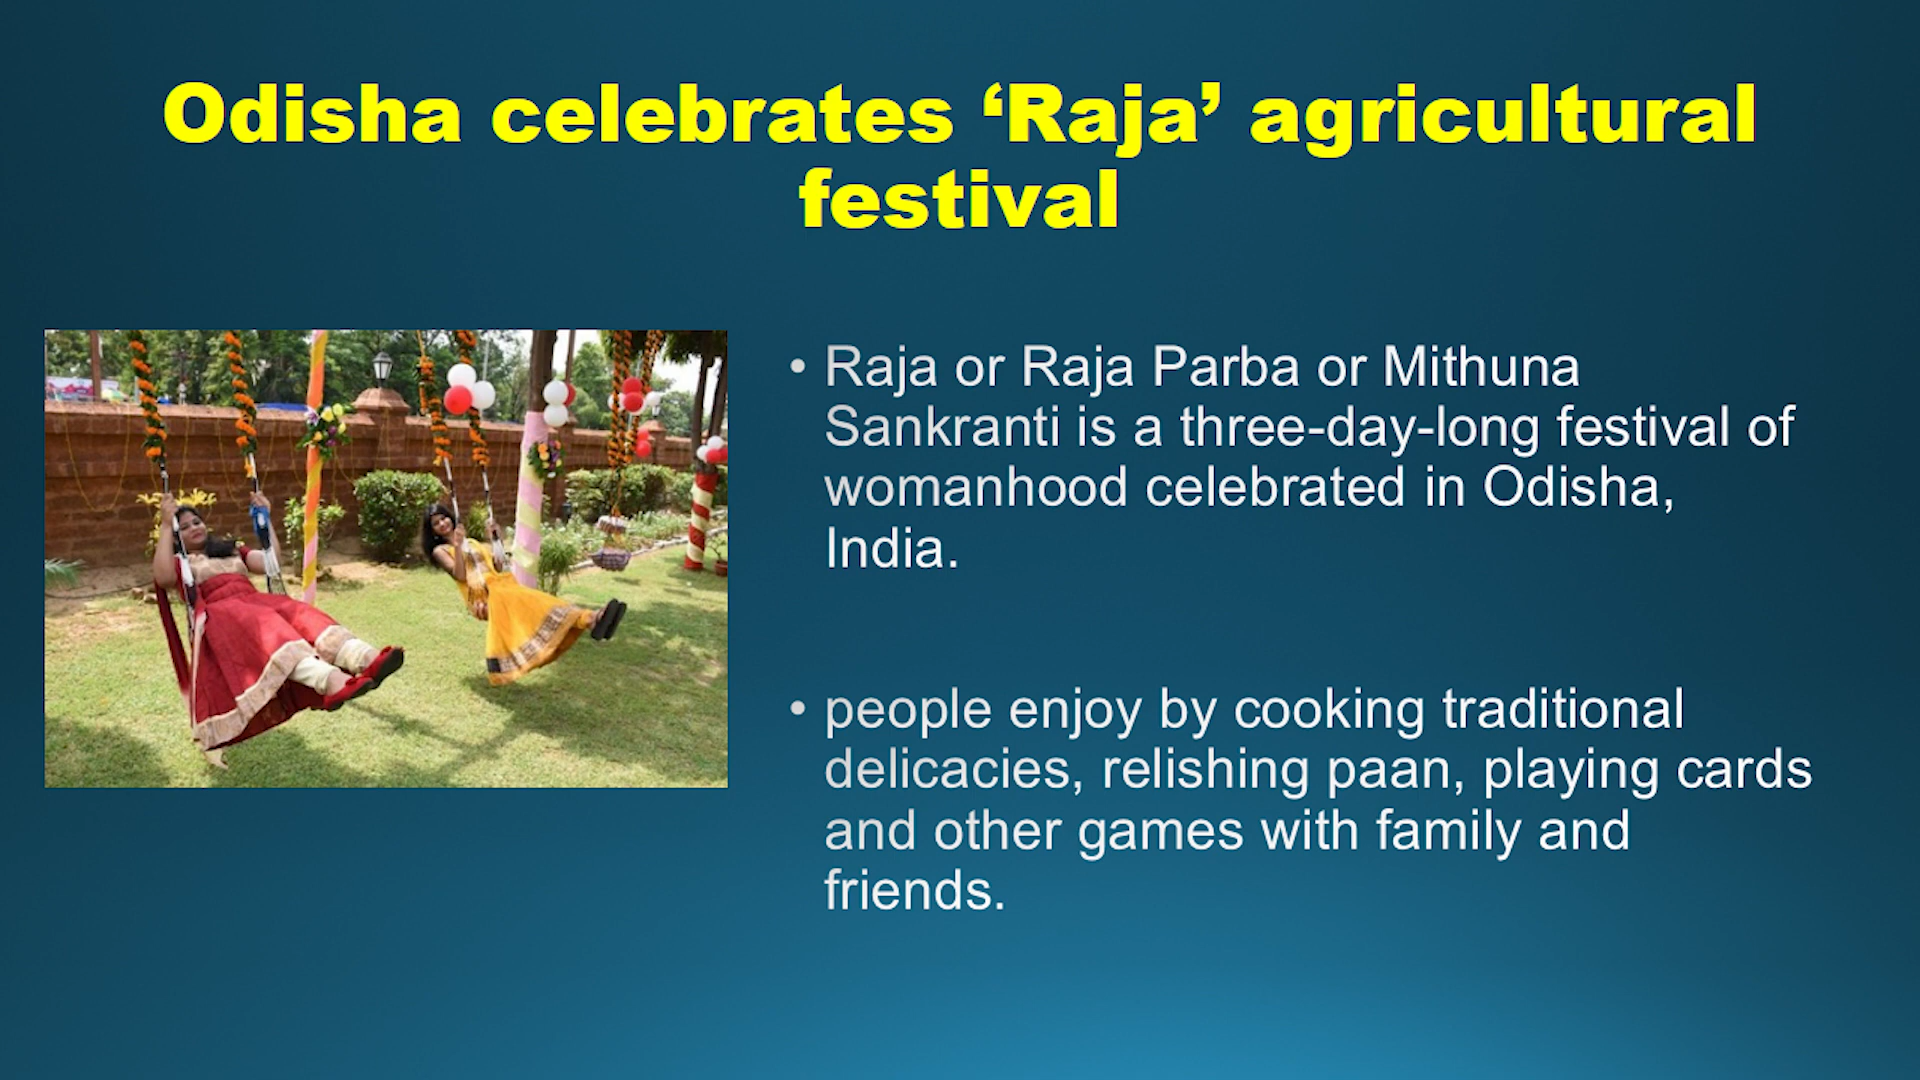 Odisha celebrates ‘Raja’ agricultural
festival
• Raja or Raja Parba or Mithuna
Sankranti is a three-day-long festival of
womanhood celebrated in Odisha,
India.
• people enjoy by cooking traditional
delicacies, relishing paan, playing cards
and other games with family and
friends.